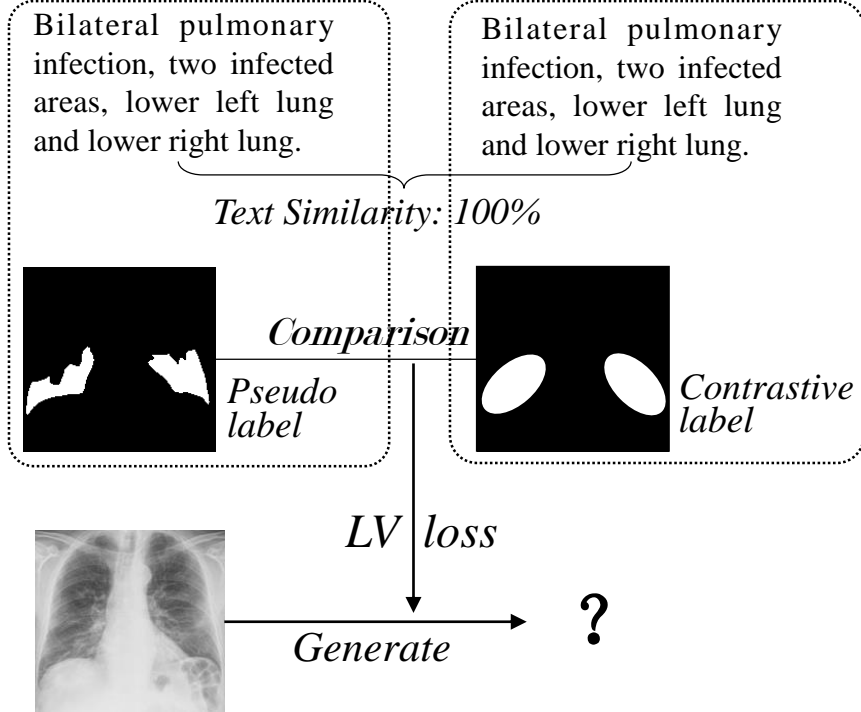 Bilateral pulmonary
infection, two infected
areas, lower left lung
and lower right lung.
Bilateral pulmonary
infection, two infected
areas, lower left lung
and lower right lung.
Text Similarity: 100%
Comparison
Pseudo
label
Contrastive
label
LV loss
Generate
?